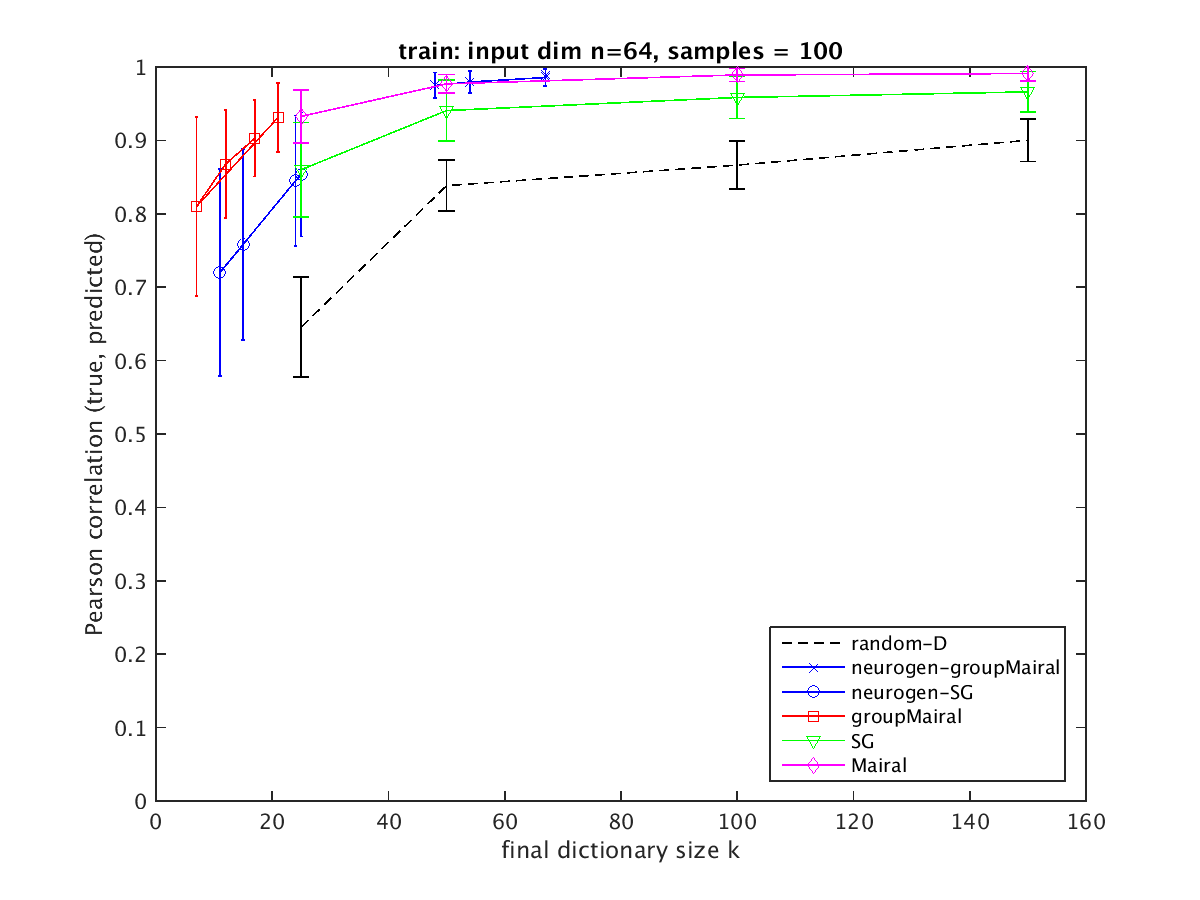 train: input dim n=64, samples = 100
Pearson correlation (true, predicted)
1
0.9
0.8
0.7
0.6
0.5
0.4
0.3
0.2
0.1
0
0 20 40 60 80 100 120 140 160
final dictionary size k
random-D
neurogen-groupMairal
neurogen-SG
groupMairal
SG
Mairal